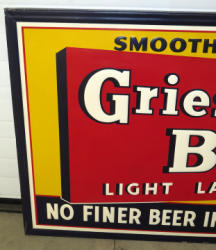 SMOOTH
Gries
B
LIGHT LA
NO FINER BEER IN